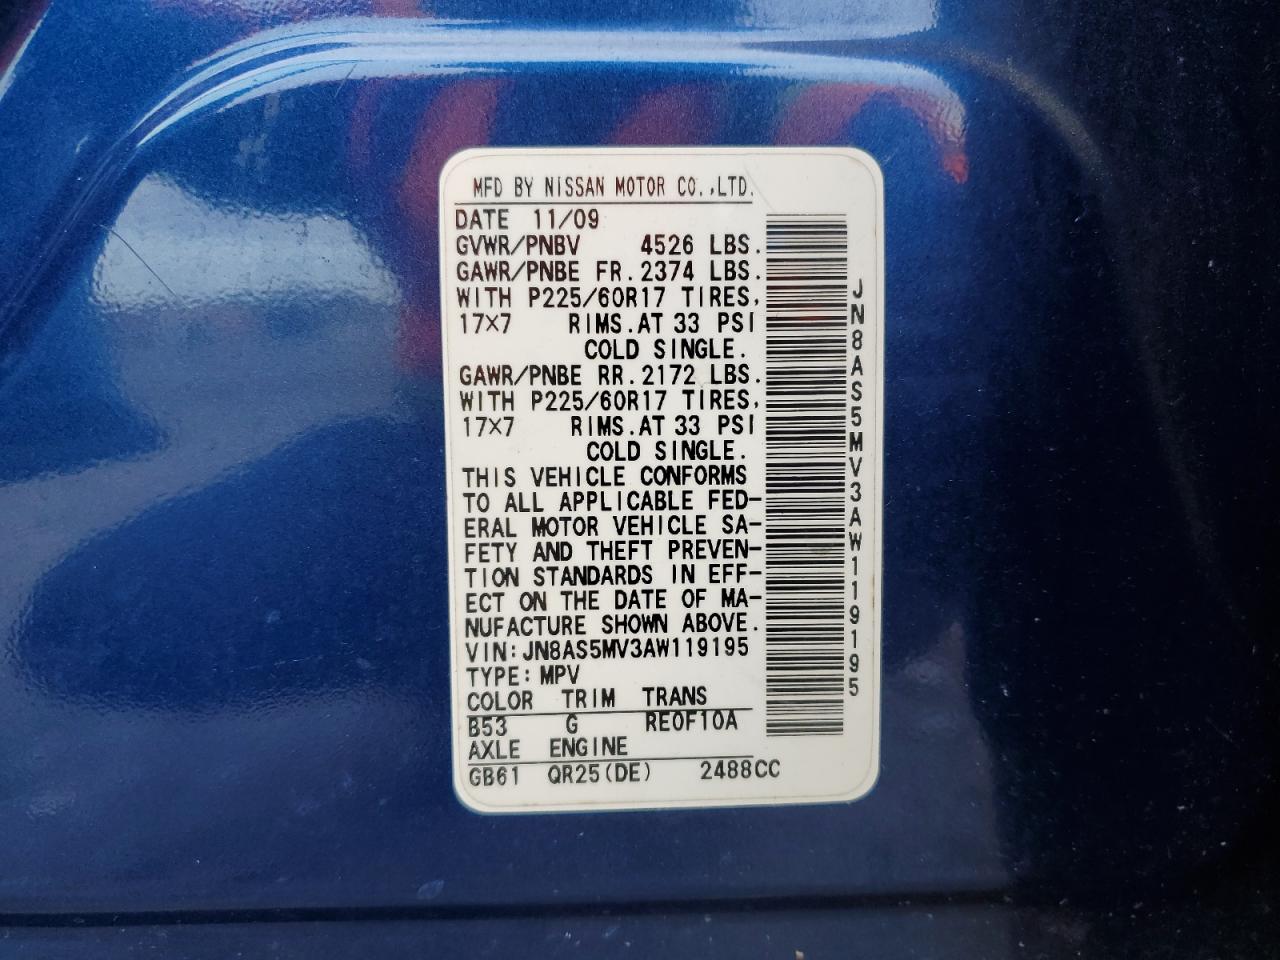 MFD BY NISSAN MOTOR CO.,LTD.
DATE 11/09
GVWR/PNBV 4526 LBS.
GAWR/PNBE FR.2374 LBS.
WITH P225/60R17 TIRES,
17×7 RIMS.AT 33 PSI
COLD SINGLE.
GAWR/PNBE RR.2172 LBS.
WITH P225/60R17 TIRES,
17×7 RIMS.AT 33 PSI
COLD SINGLE.
THIS VEHICLE CONFORMS
TO ALL APPLICABLE FED-
ERAL MOTOR VEHICLE SA-
FETY AND THEFT PREVEN-
TION STANDARDS IN EFF-
ECT ON THE DATE OF MA-
NUFACTURE SHOWN ABOVE.
VIN:JN8AS5MV3AW119195
TYPE:MPV
COLOR TRIM TRANS
B53 G RE0F10A
AXLE ENGINE
GB61 QR25(DE) 2488CC
JN8AS5MV3AW119195